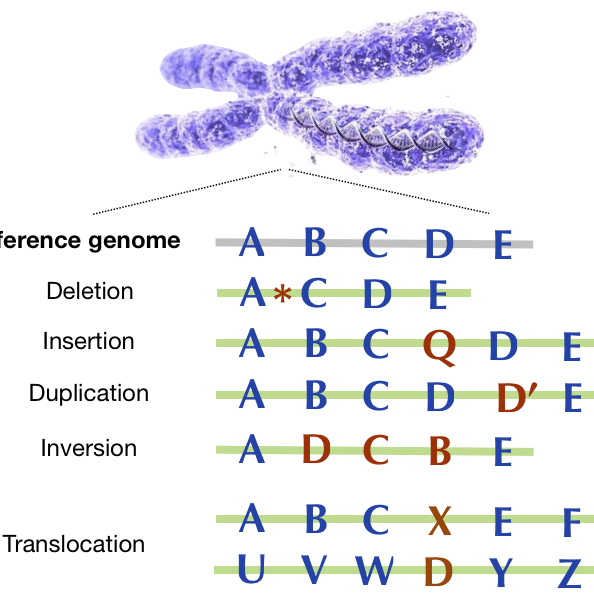 ference genome A B C D E
Deletion A * C D E
Insertion A B C Q D E
Duplication A B C D D′ E
Inversion A D C B E
A B C X E F
Translocation
U V W D Y Z